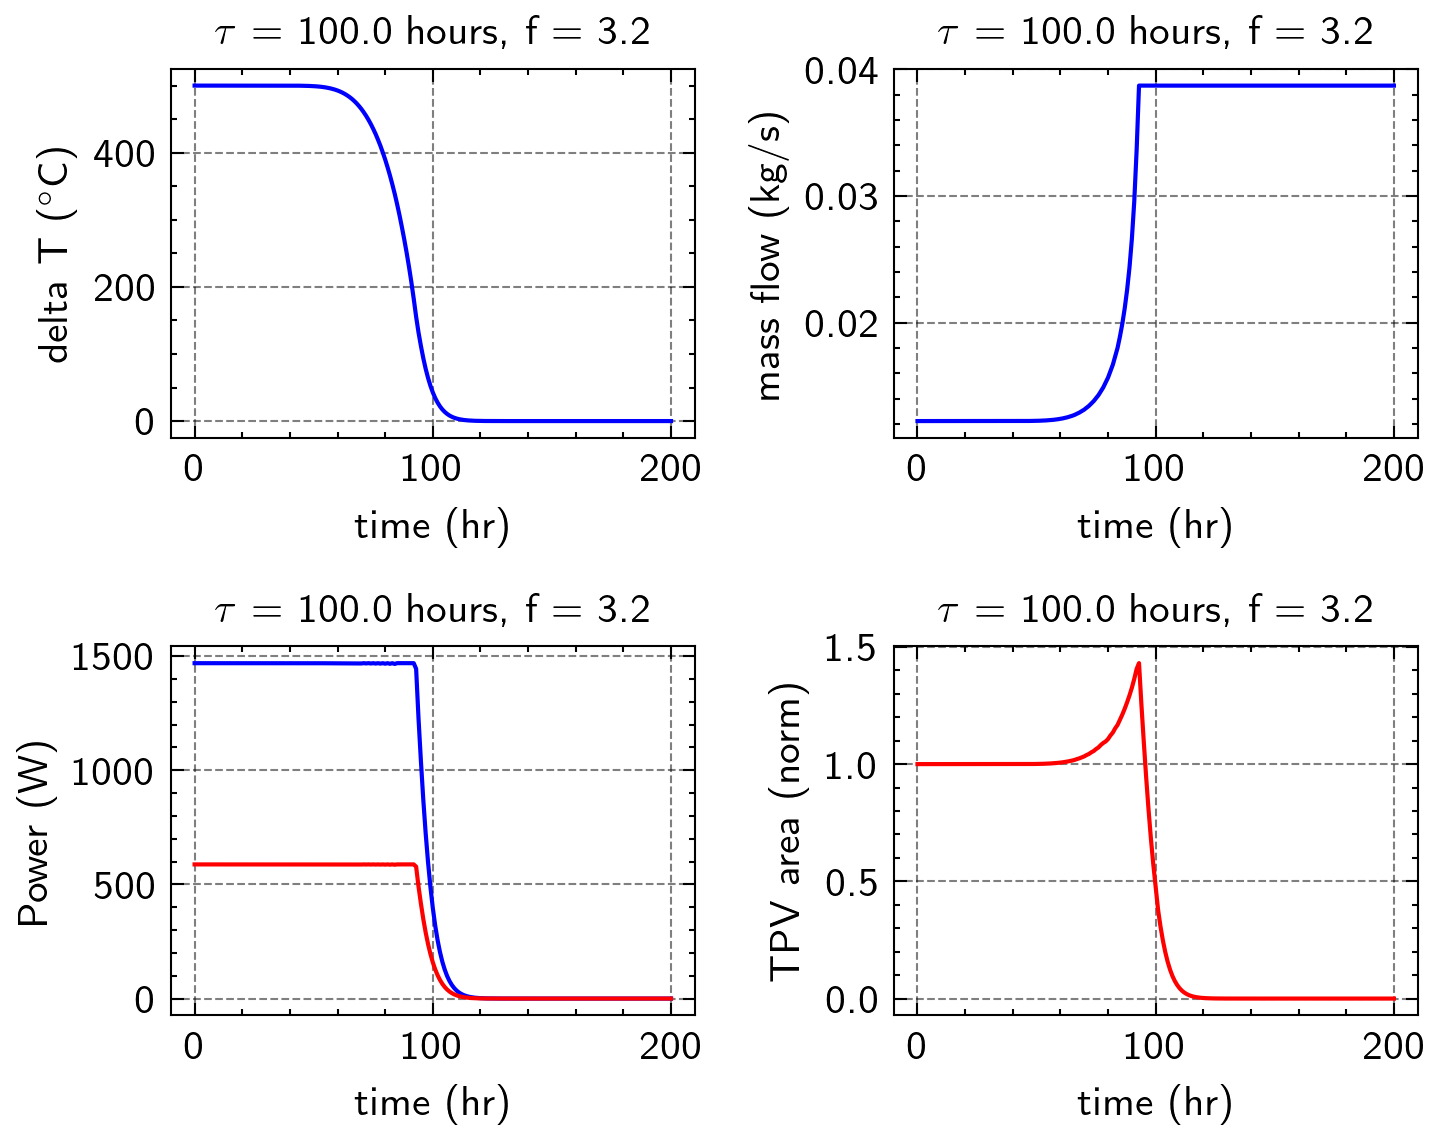 τ = 100.0 hours, f = 3.2
400
200
0
delta T (°C)
0 100 200
time (hr)
τ = 100.0 hours, f = 3.2
0.04
0.03
0.02
mass flow (kg/s)
0 100 200
time (hr)
τ = 100.0 hours, f = 3.2
1500
1000
500
0
Power (W)
0 100 200
time (hr)
τ = 100.0 hours, f = 3.2
1.5
1.0
0.5
0.0
TPV area (norm)
0 100 200
time (hr)